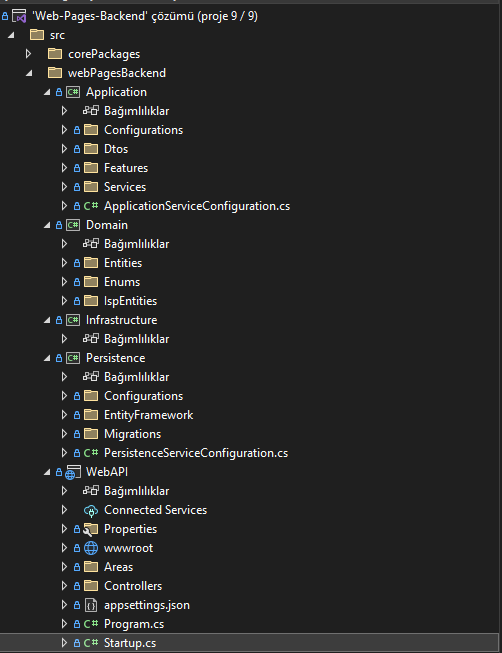 'Web-Pages-Backend' çözümü (proje 9 / 9)
src
corePackages
webPagesBackend
C# Application
Bağımlılıklar
Configurations
Dtos
Features
Services
C# ApplicationServiceConfiguration.cs
C# Domain
Bağımlılıklar
Entities
Enums
IspEntities
C# Infrastructure
Bağımlılıklar
C# Persistence
Bağımlılıklar
Configurations
EntityFramework
Migrations
C# PersistenceServiceConfiguration.cs
WebAPI
Bağımlılıklar
Connected Services
Properties
wwwroot
Areas
Controllers
appsettings.json
C# Program.cs
C# Startup.cs